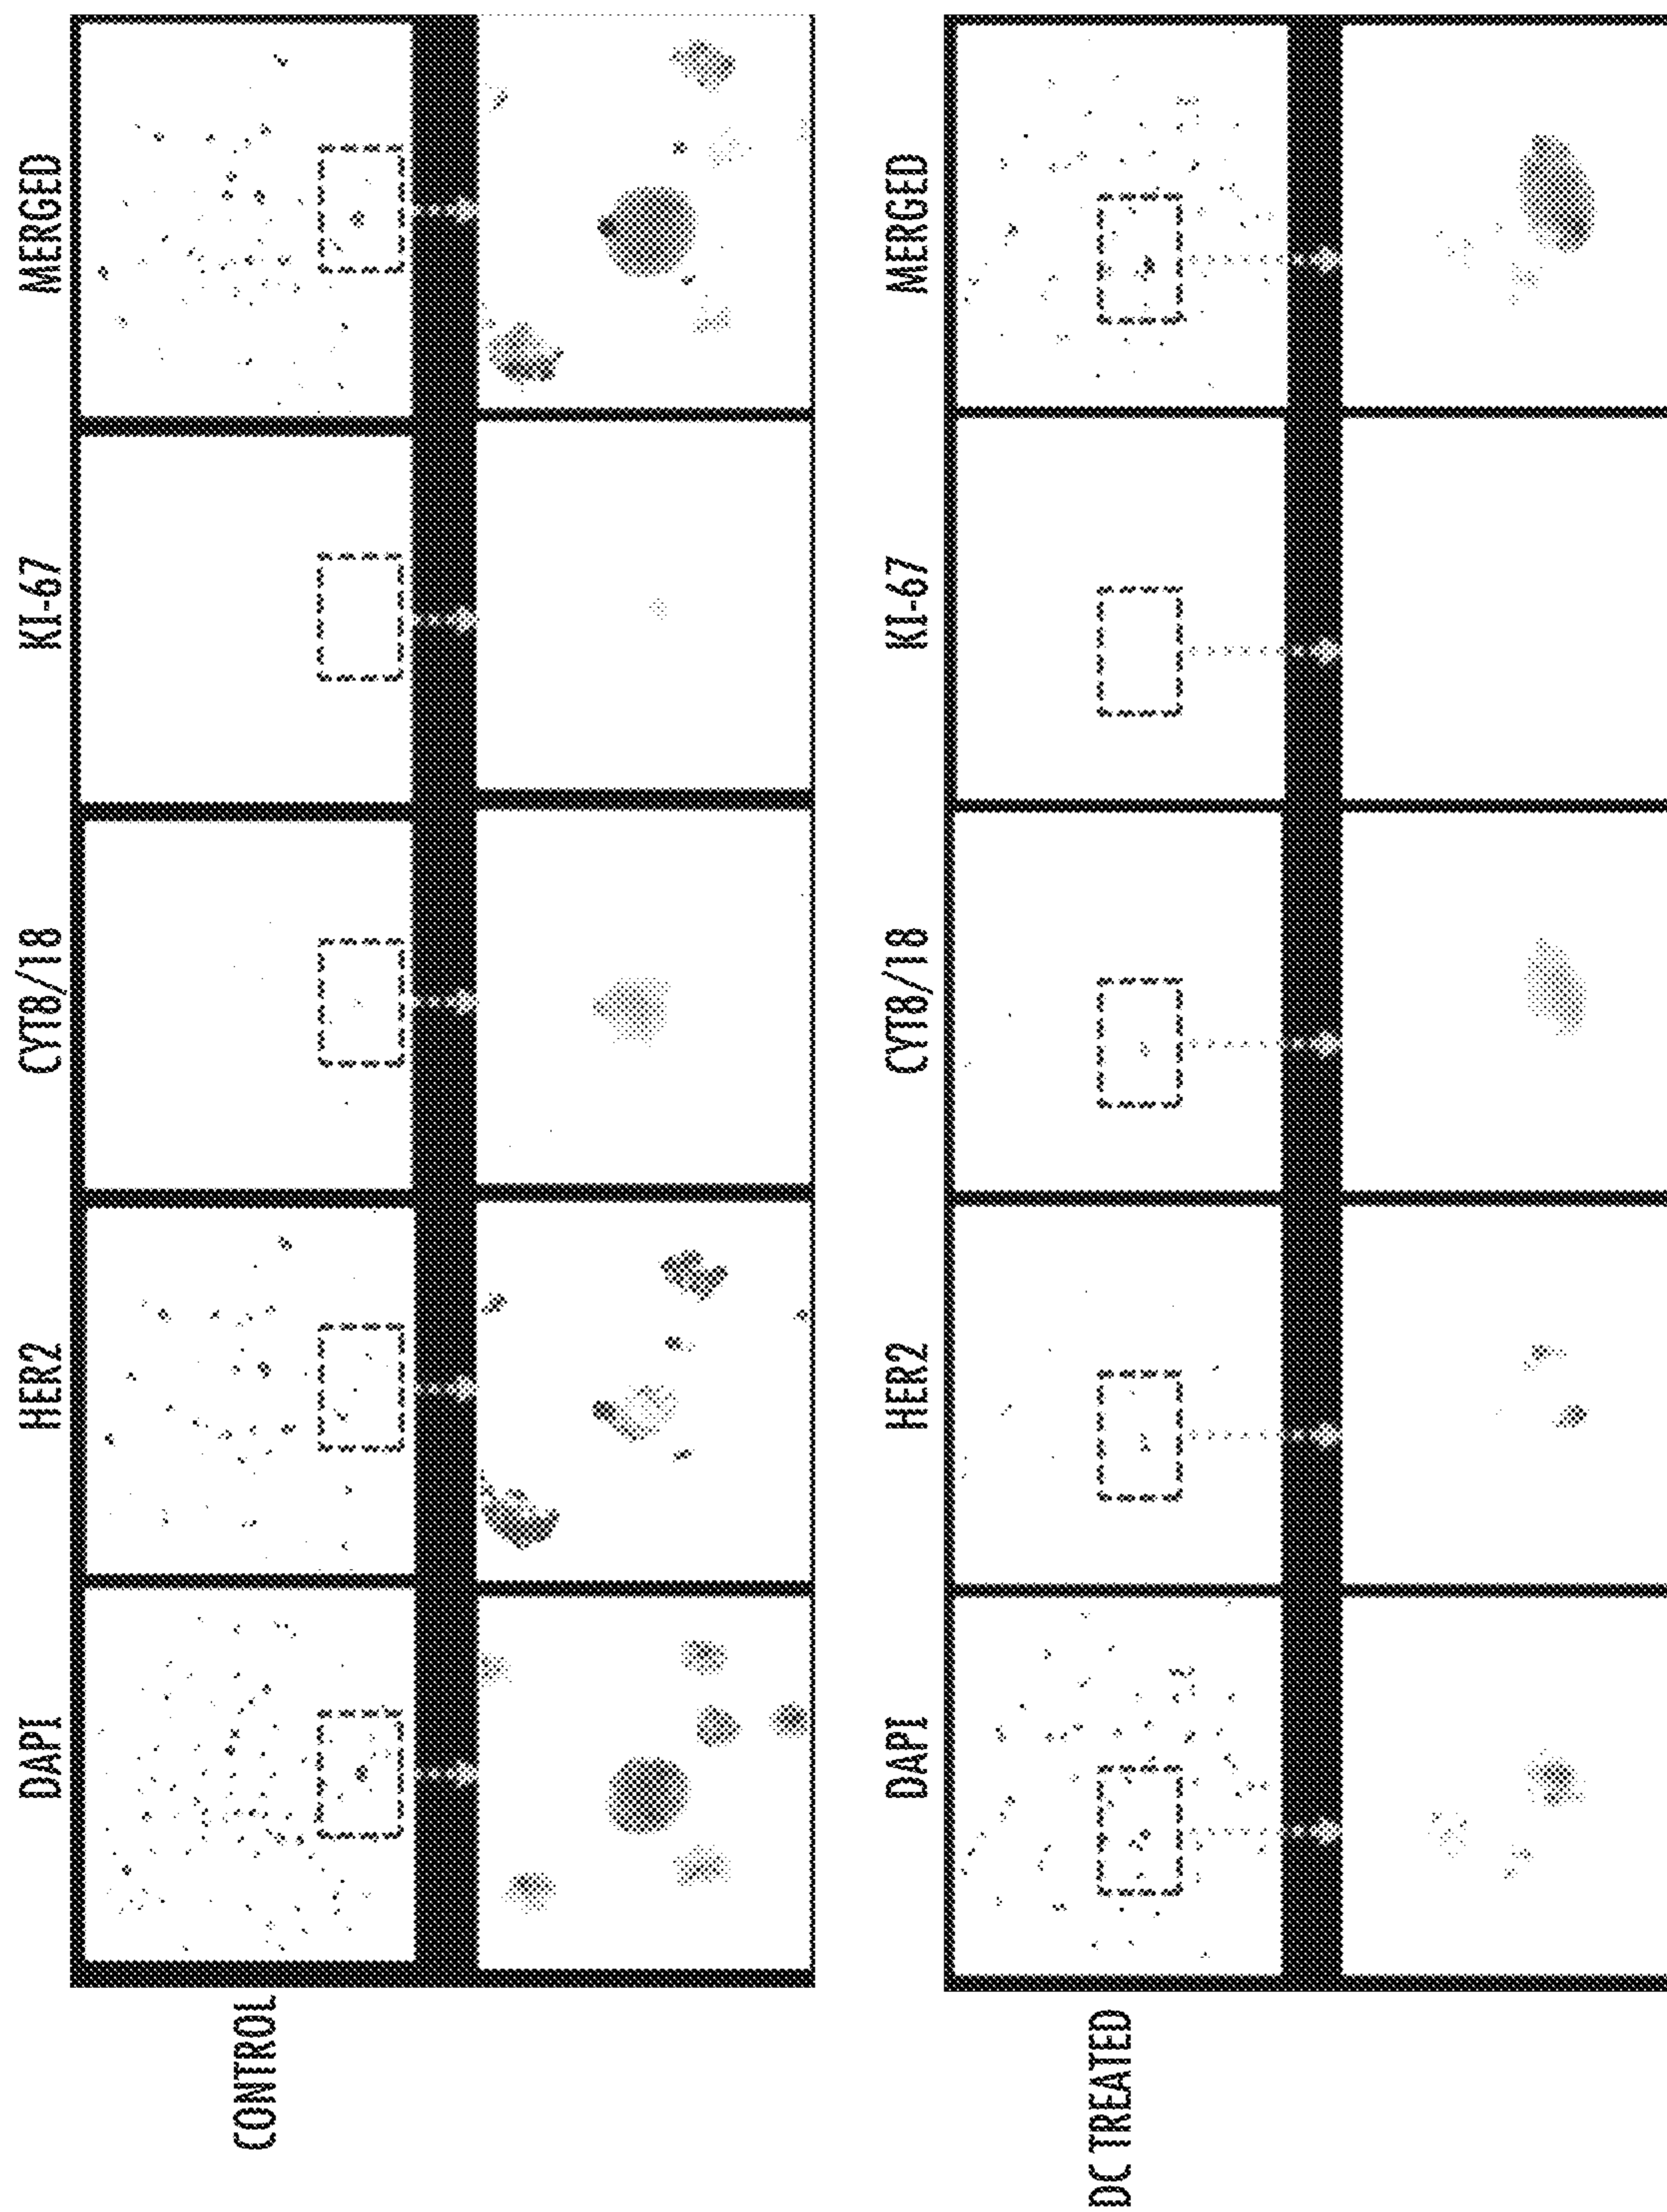 DAPI HER2 CYT8/18 KI-67 MERGED
CONTROL
DAPI HER2 CYT8/18 KI-67 MERGED
DC TREATED